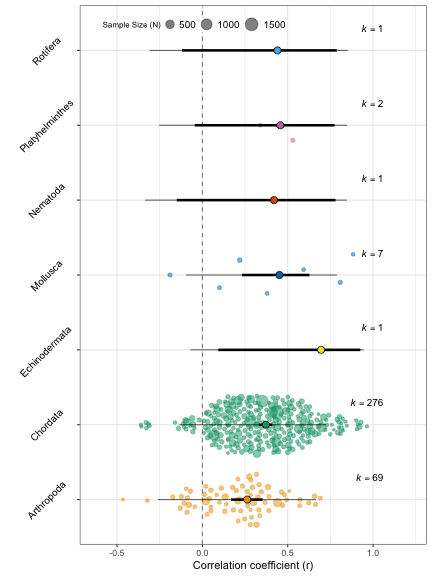 Sample Size (N) 500 1000 1500
k = 1
Rotifera
k = 2
Platyhelminthes
k = 1
Nematoda
k = 7
Mollusca
k = 1
Echinodermata
k = 276
Chordata
k = 69
Arthropoda
-0.5 0.0 0.5 1.0
Correlation coefficient (r)